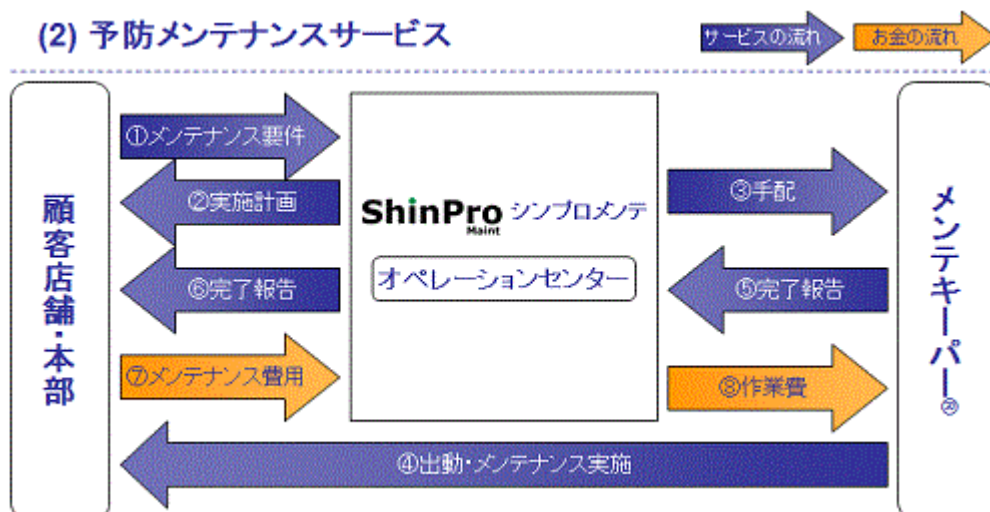 (2) 予防メンテナンスサービス
サービスの流れ
お金の流れ
顧客店舗・本部
①メンテナンス要件
②実施計画
⑥完了報告
⑦メンテナンス費用
ShinPro シンプロメンテ
Maint
オペレーションセンター
③手配
⑤完了報告
⑧作業費
④出動・メンテナンス実施
メンテキーパー®